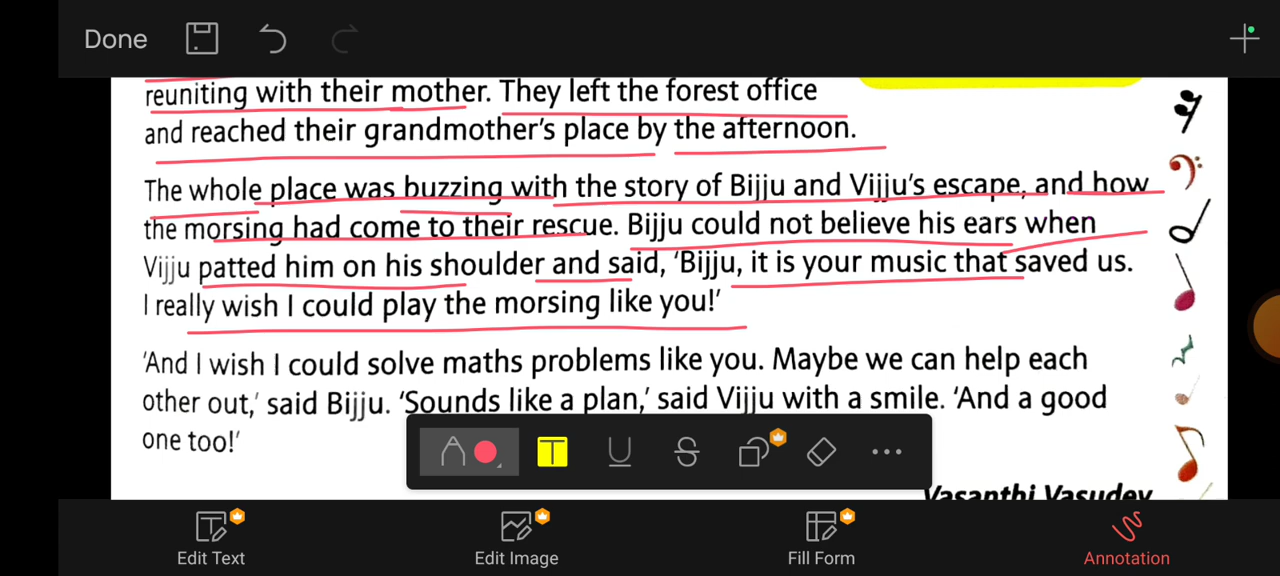 Done
reuniting with their mother. They left the forest office
and reached their grandmother's place by the afternoon.
The whole place was buzzing with the story of Bijju and Vijju's escape, and how
the morsing had come to their rescue. Bijju could not believe his ears when
Vijju patted him on his shoulder and said, 'Bijju, it is your music that saved us.
I really wish I could play the morsing like you!'
'And I wish I could solve maths problems like you. Maybe we can help each
other out,' said Bijju. 'Sounds like a plan,' said Vijju with a smile. 'And a good
one too!'
Vasanthi Vasudev
Edit Text
Edit Image
Fill Form
Annotation